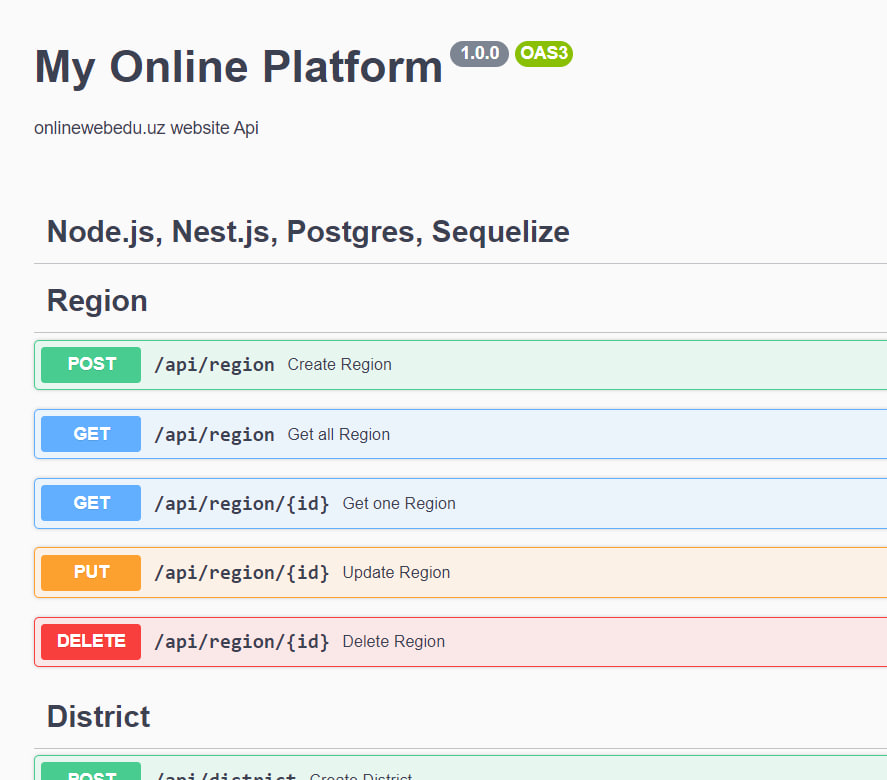 My Online Platform 1.0.0 OAS3
onlinewebedu.uz website Api
Node.js, Nest.js, Postgres, Sequelize
Region
POST /api/region Create Region
GET /api/region Get all Region
GET /api/region/{id} Get one Region
PUT /api/region/{id} Update Region
DELETE /api/region/{id} Delete Region
District
POST /api/district Create District